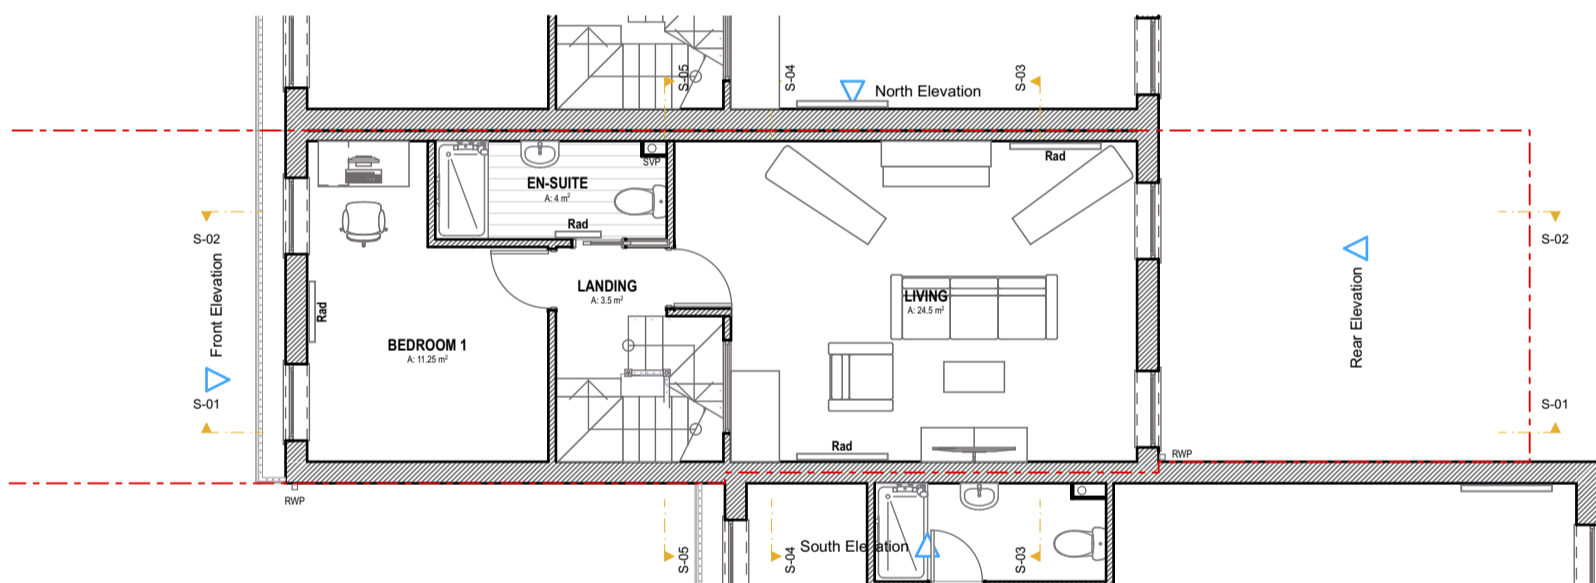 S-05
S-04
S-03
North Elevation
Rad
SVP
EN-SUITE
A: 4 m²
Rad
S-02
S-02
Front Elevation
Rear Elevation
LANDING
A: 3.5 m²
LIVING
A: 24.5 m²
Rad
BEDROOM 1
A: 11.25 m²
S-01
S-01
Rad
RWP
RWP
South Elevation
S-05
S-04
S-03